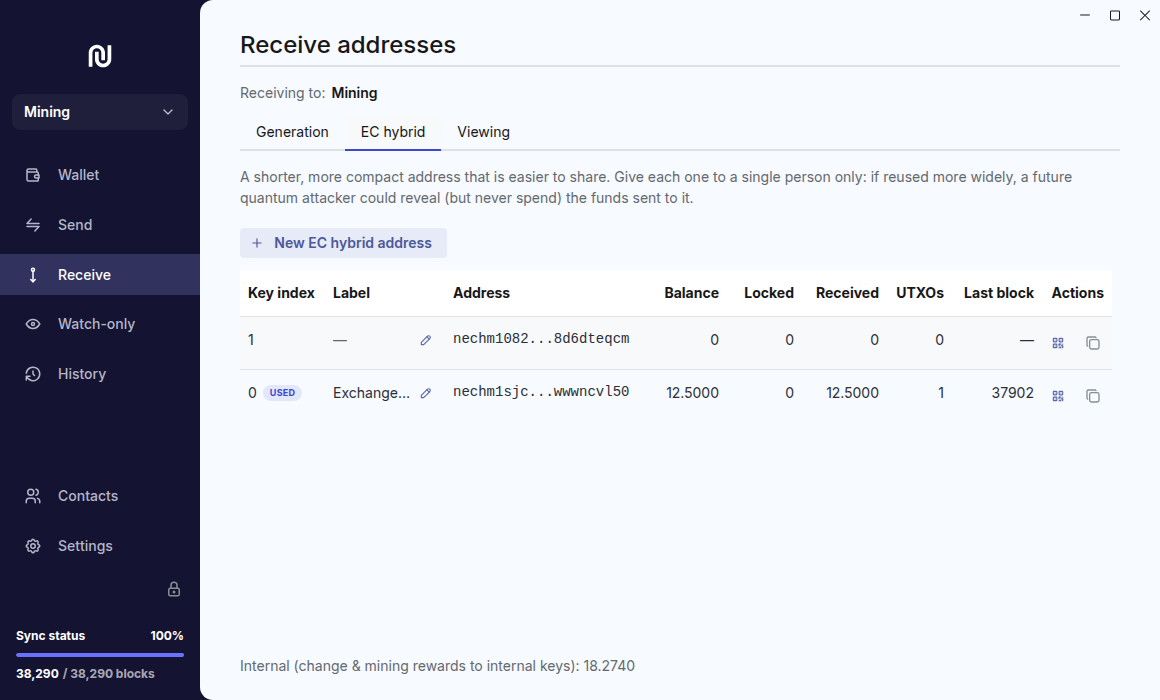 Receive addresses
Mining
Receiving to: Mining
Generation EC hybrid Viewing
Wallet
Send
Receive
Watch-only
History
A shorter, more compact address that is easier to share. Give each one to a single person only: if reused more widely, a future
quantum attacker could reveal (but never spend) the funds sent to it.
+ New EC hybrid address
Key index Label Address Balance Locked Received UTXOs Last block Actions
1 — nechm1082...8d6dteqcm 0 0 0 0 —
0 USED Exchange... nechm1sjc...wwwncvl50 12.5000 0 12.5000 1 37902
Contacts
Settings
Sync status 100%
38,290 / 38,290 blocks
Internal (change & mining rewards to internal keys): 18.2740